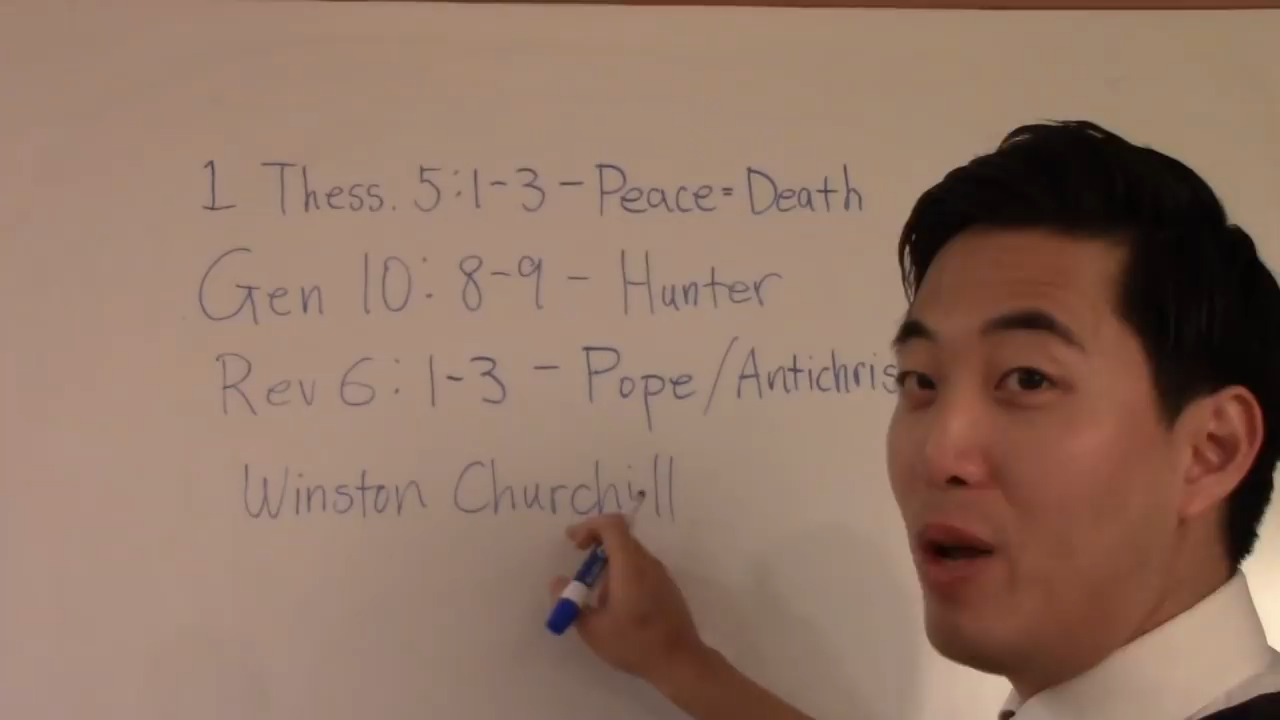 1 Thess. 5:1-3 - Peace=Death
Gen 10: 8-9 - Hunter
Rev 6: 1-3 - Pope/Antichris
Winston Churchill